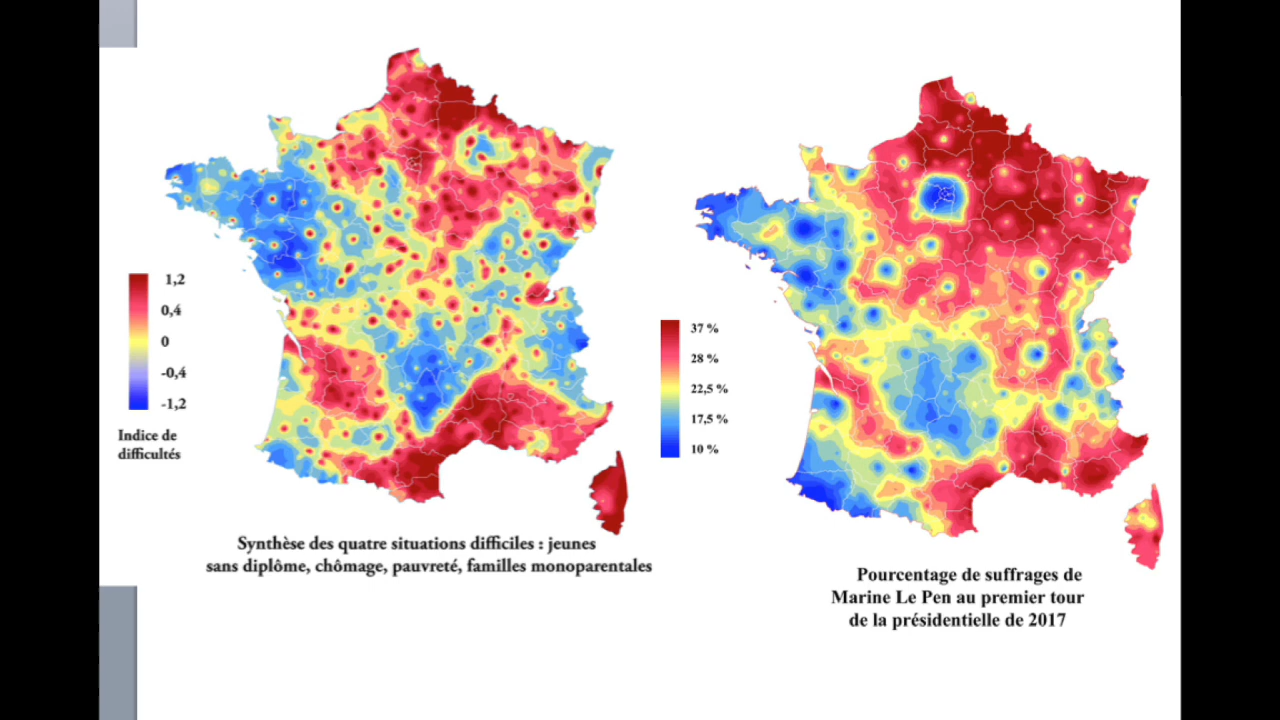 1,2
0,4
0
-0,4
-1,2
Indice de
difficultés
Synthèse des quatre situations difficiles : jeunes
sans diplôme, chômage, pauvreté, familles monoparentales
37 %
28 %
22,5 %
17,5 %
10 %
Pourcentage de suffrages de
Marine Le Pen au premier tour
de la présidentielle de 2017